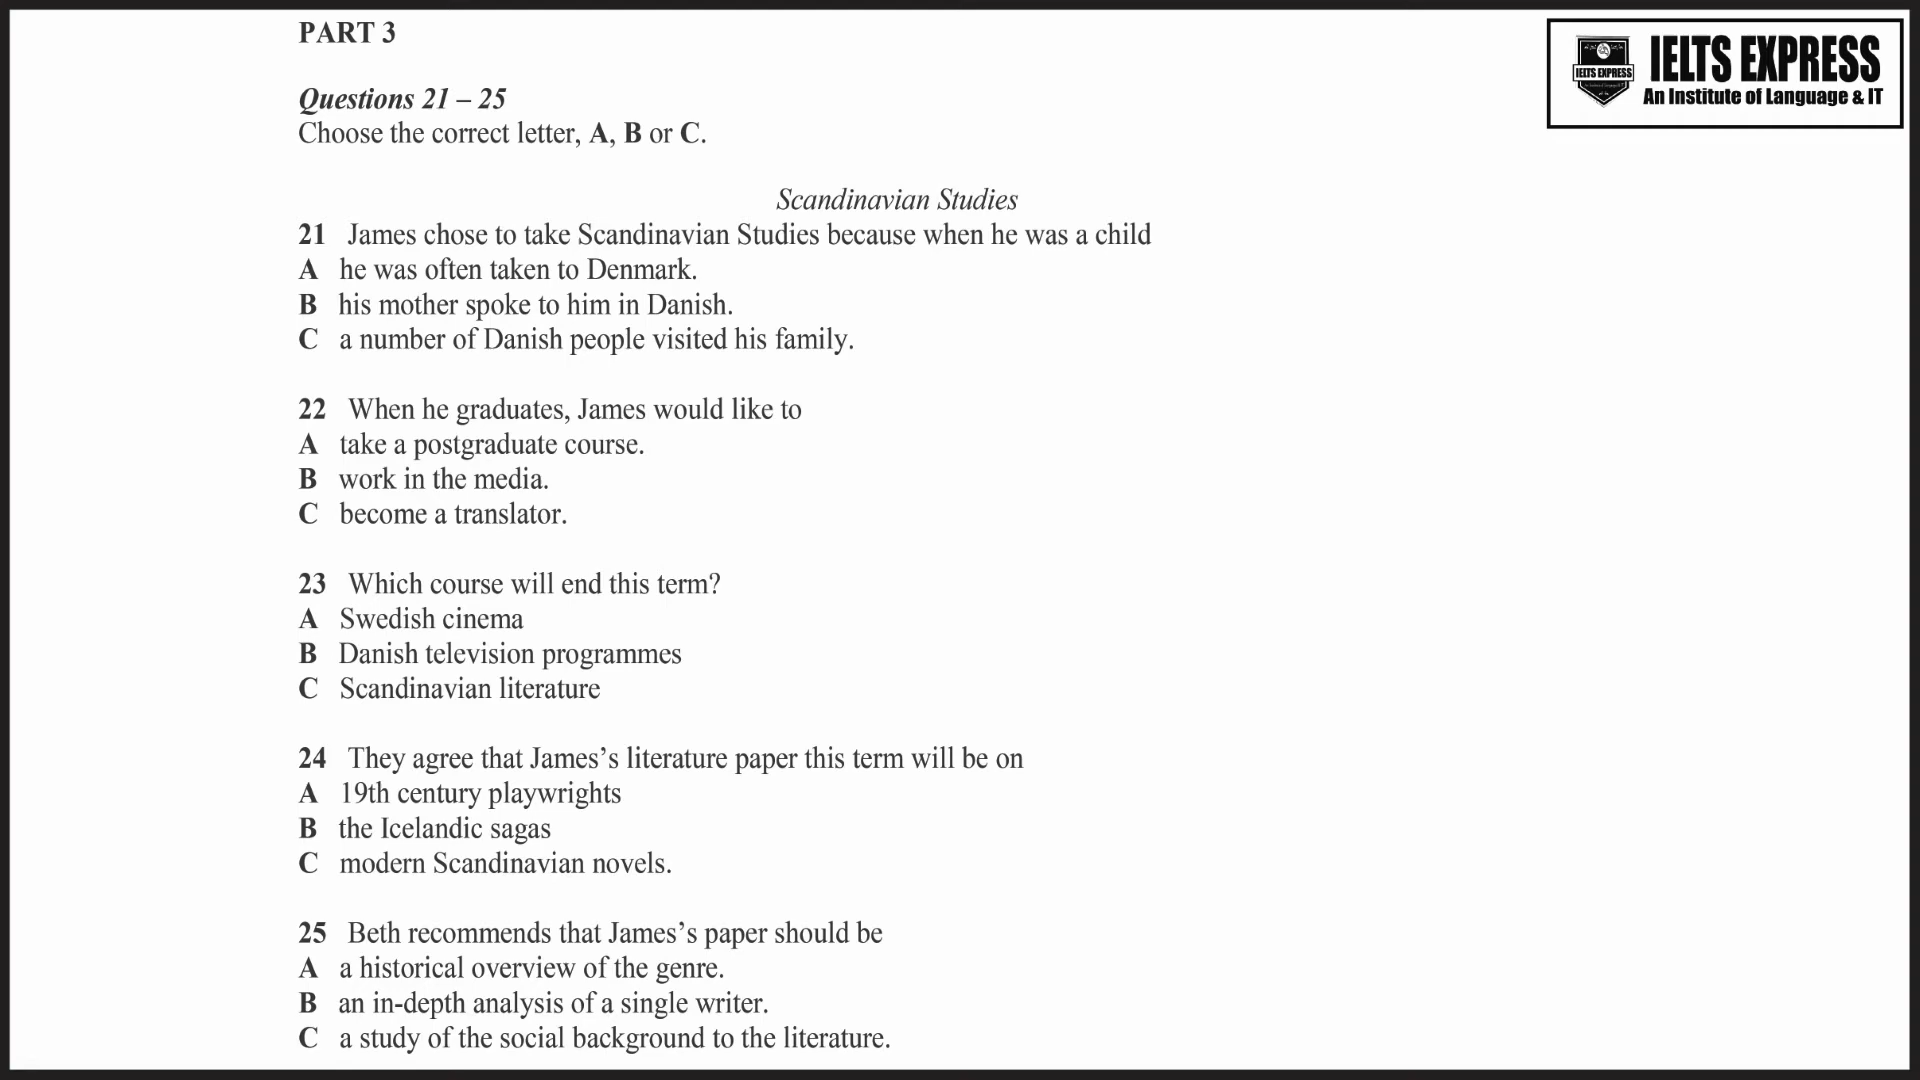 PART 3
IELTS EXPRESS
An Institute of Language & IT
IELTS EXPRESS
Questions 21 – 25
Choose the correct letter, A, B or C.
Scandinavian Studies
21 James chose to take Scandinavian Studies because when he was a child
A he was often taken to Denmark.
B his mother spoke to him in Danish.
C a number of Danish people visited his family.
22 When he graduates, James would like to
A take a postgraduate course.
B work in the media.
C become a translator.
23 Which course will end this term?
A Swedish cinema
B Danish television programmes
C Scandinavian literature
24 They agree that James’s literature paper this term will be on
A 19th century playwrights
B the Icelandic sagas
C modern Scandinavian novels.
25 Beth recommends that James’s paper should be
A a historical overview of the genre.
B an in-depth analysis of a single writer.
C a study of the social background to the literature.